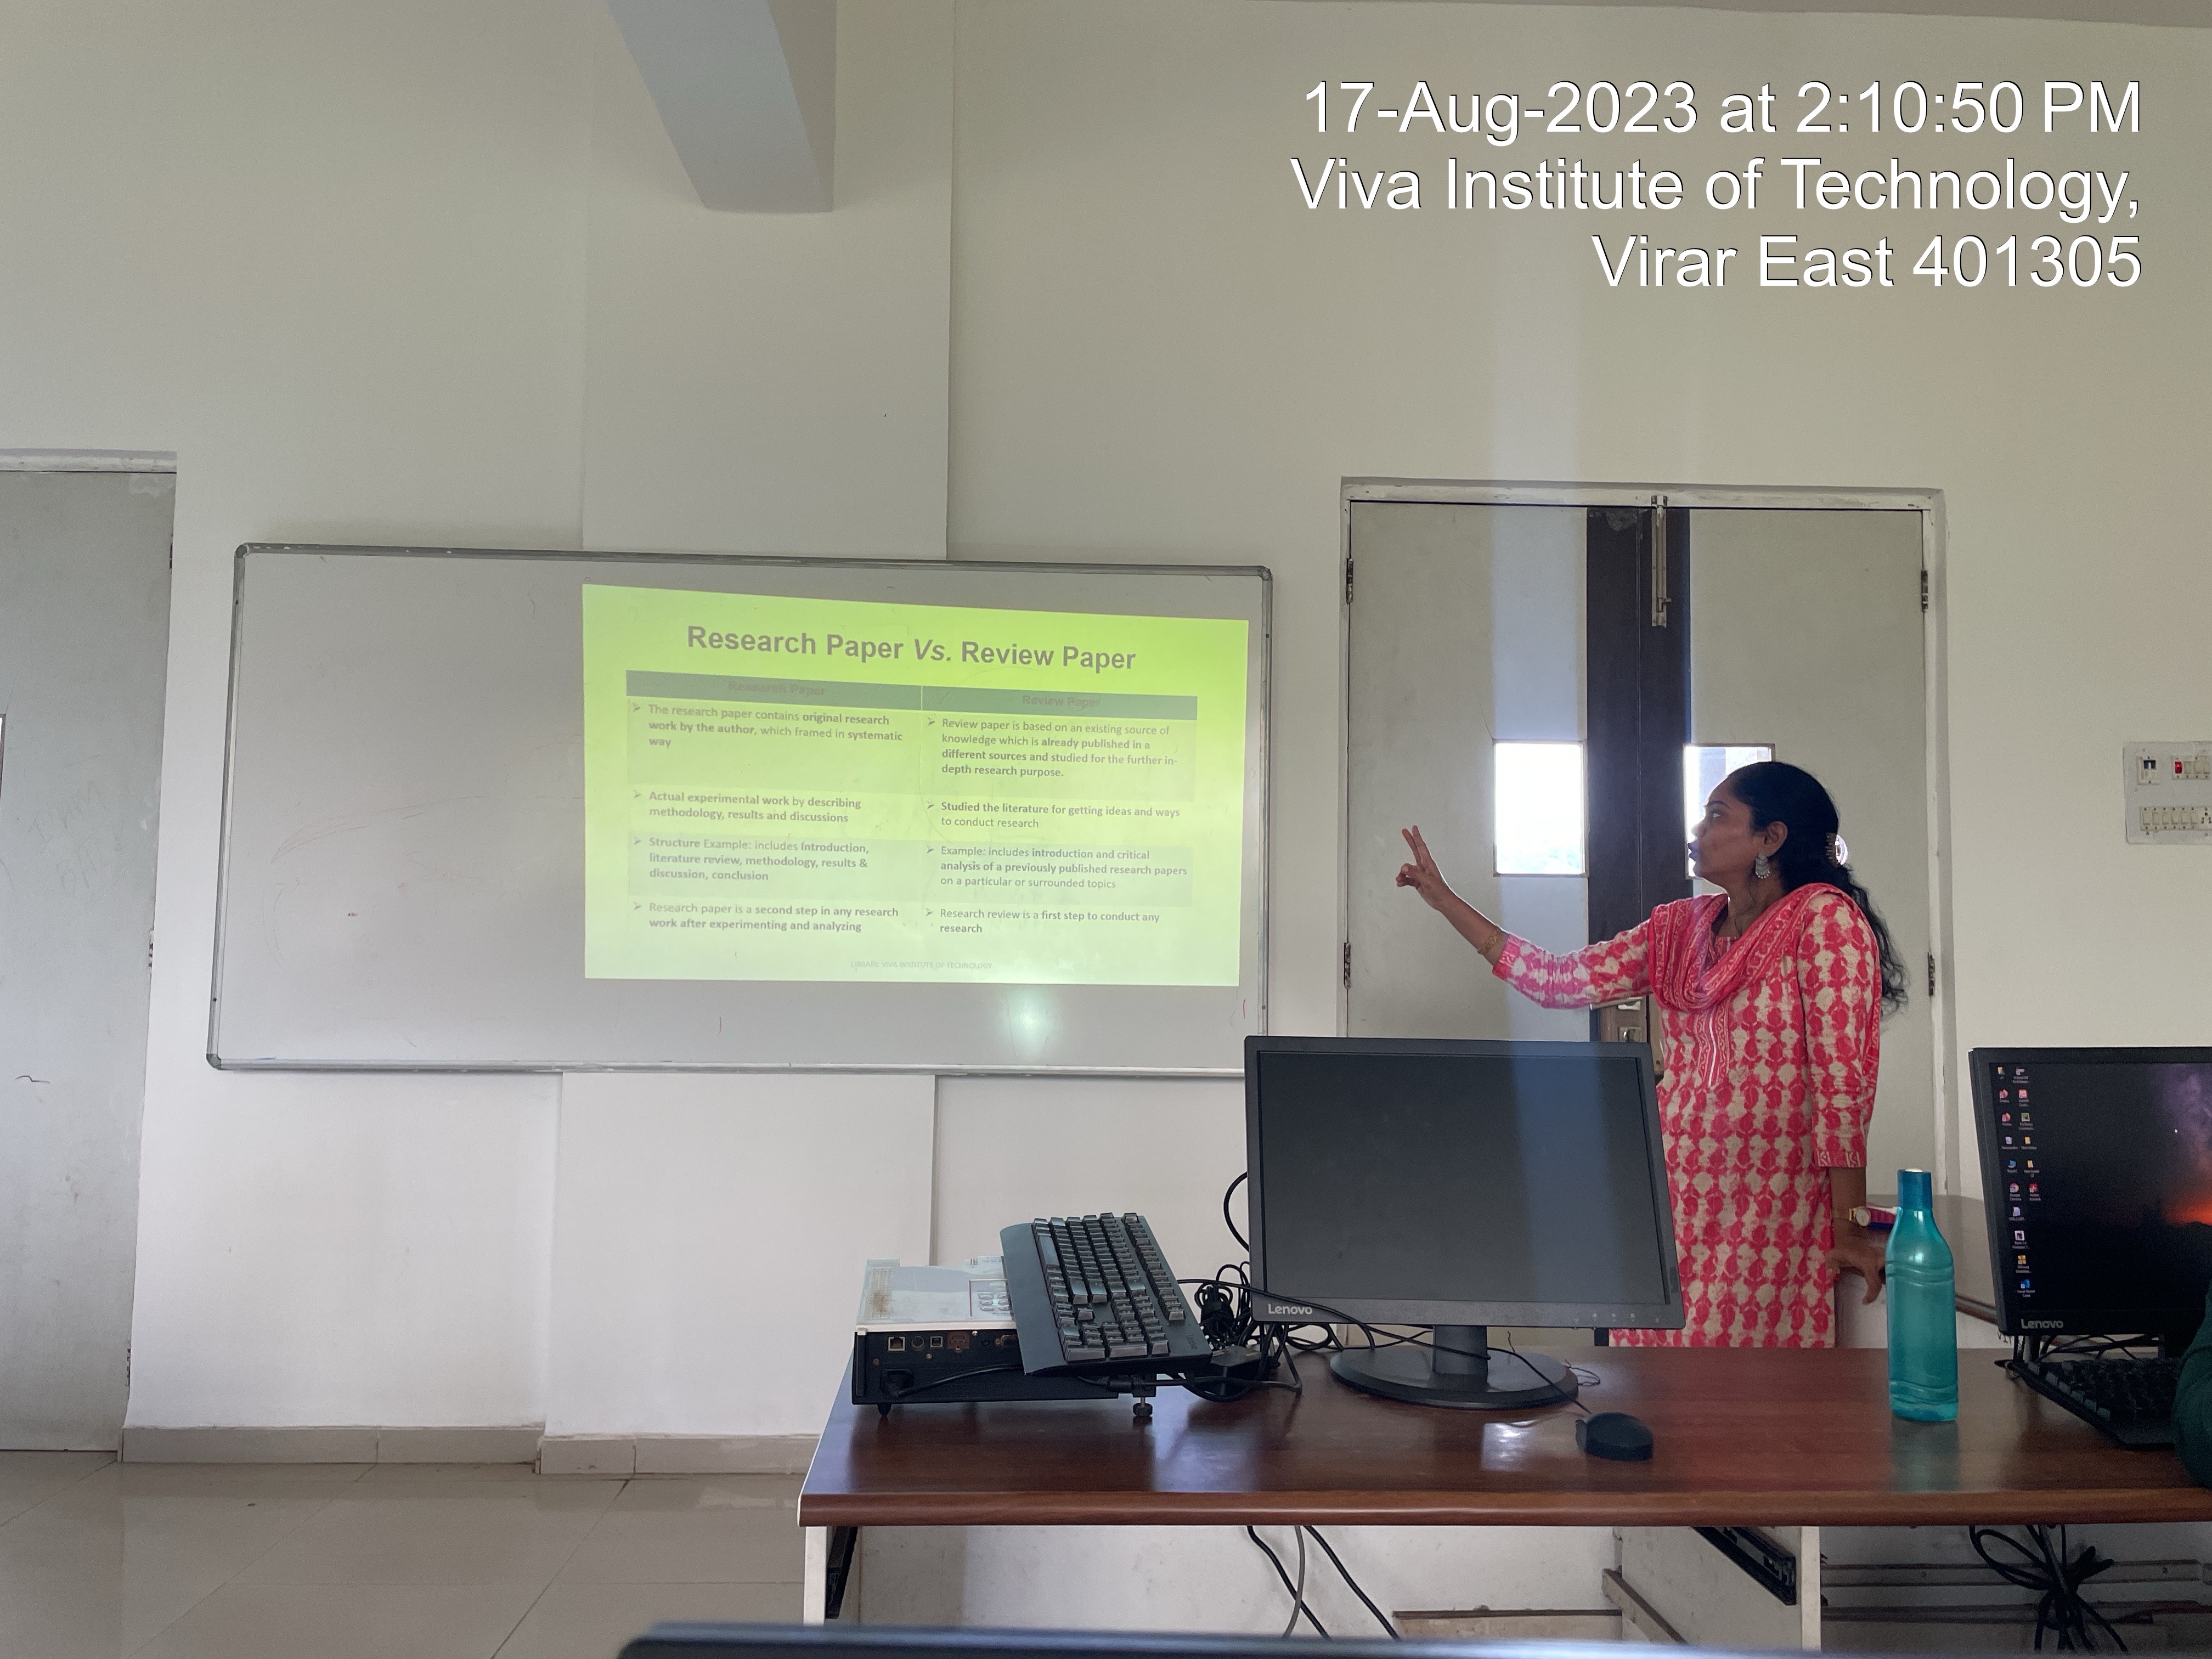 17-Aug-2023 at 2:10:50 PM
Viva Institute of Technology,
Virar East 401305
Research Paper Vs. Review Paper
Research Paper
➢ The research paper contains original research
work by the author, which framed in systematic
way
➢ Actual experimental work by describing
methodology, results and discussions
➢ Structure Example: includes Introduction,
literature review, methodology, results &
discussion, conclusion
➢ Research paper is a second step in any research
work after experimenting and analyzing
Review Paper
➢ Review paper is based on an existing source of
knowledge which is already published in a
different sources and studied for the further in-
depth research purpose.
➢ Studied the literature for getting ideas and ways
to conduct research
➢ Example: includes introduction and critical
analysis of a previously published research papers
on a particular or surrounded topics
➢ Research review is a first step to conduct any
research
LIBRARY, VIVA INSTITUTE OF TECHNOLOGY
Lenovo
Lenovo